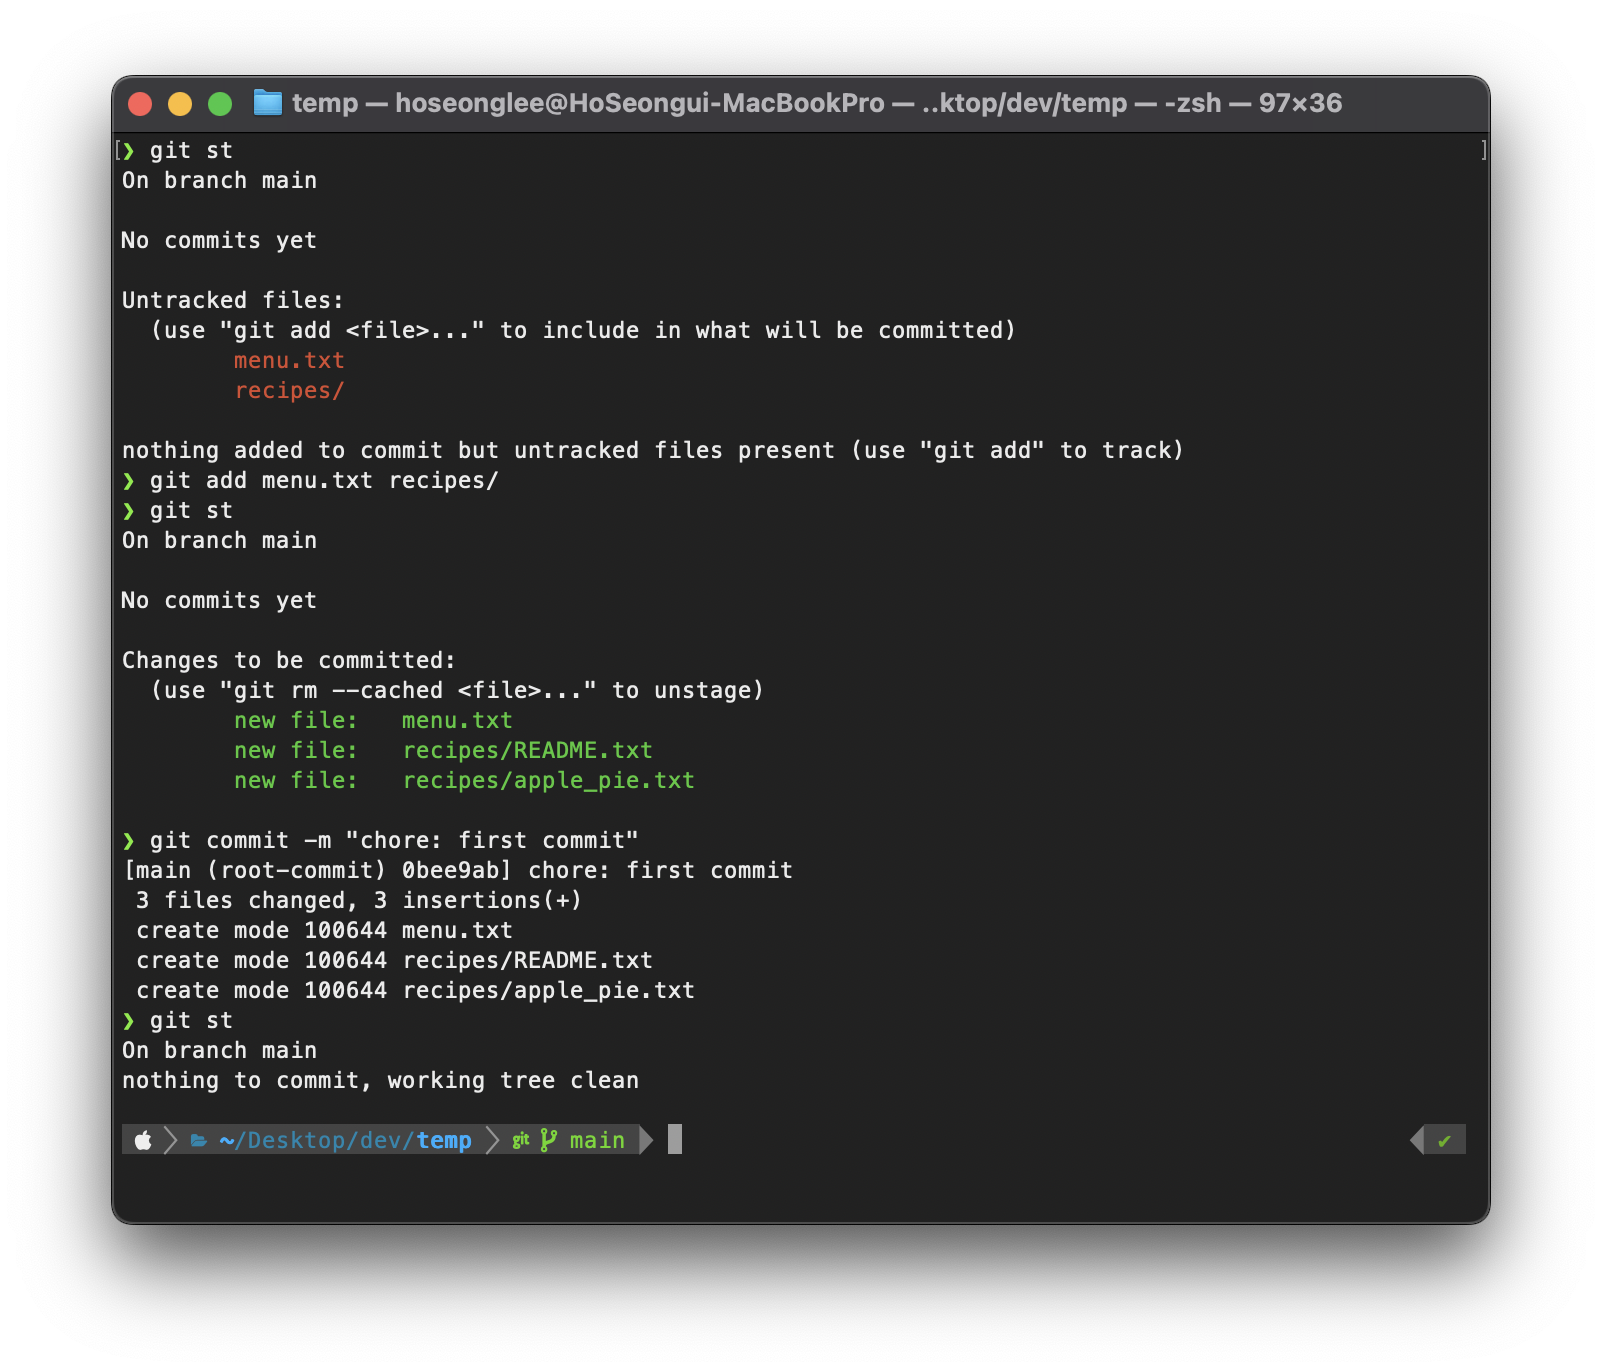 temp — hoseonglee@HoSeongui-MacBookPro — ..ktop/dev/temp — -zsh — 97×36
[❯ git st ]
On branch main
No commits yet
Untracked files:
  (use "git add <file>..." to include in what will be committed)
        menu.txt
        recipes/
nothing added to commit but untracked files present (use "git add" to track)
❯ git add menu.txt recipes/
❯ git st
On branch main
No commits yet
Changes to be committed:
  (use "git rm --cached <file>..." to unstage)
        new file:   menu.txt
        new file:   recipes/README.txt
        new file:   recipes/apple_pie.txt
❯ git commit -m "chore: first commit"
[main (root-commit) 0bee9ab] chore: first commit
 3 files changed, 3 insertions(+)
 create mode 100644 menu.txt
 create mode 100644 recipes/README.txt
 create mode 100644 recipes/apple_pie.txt
❯ git st
On branch main
nothing to commit, working tree clean
~/Desktop/dev/temp git main ✔